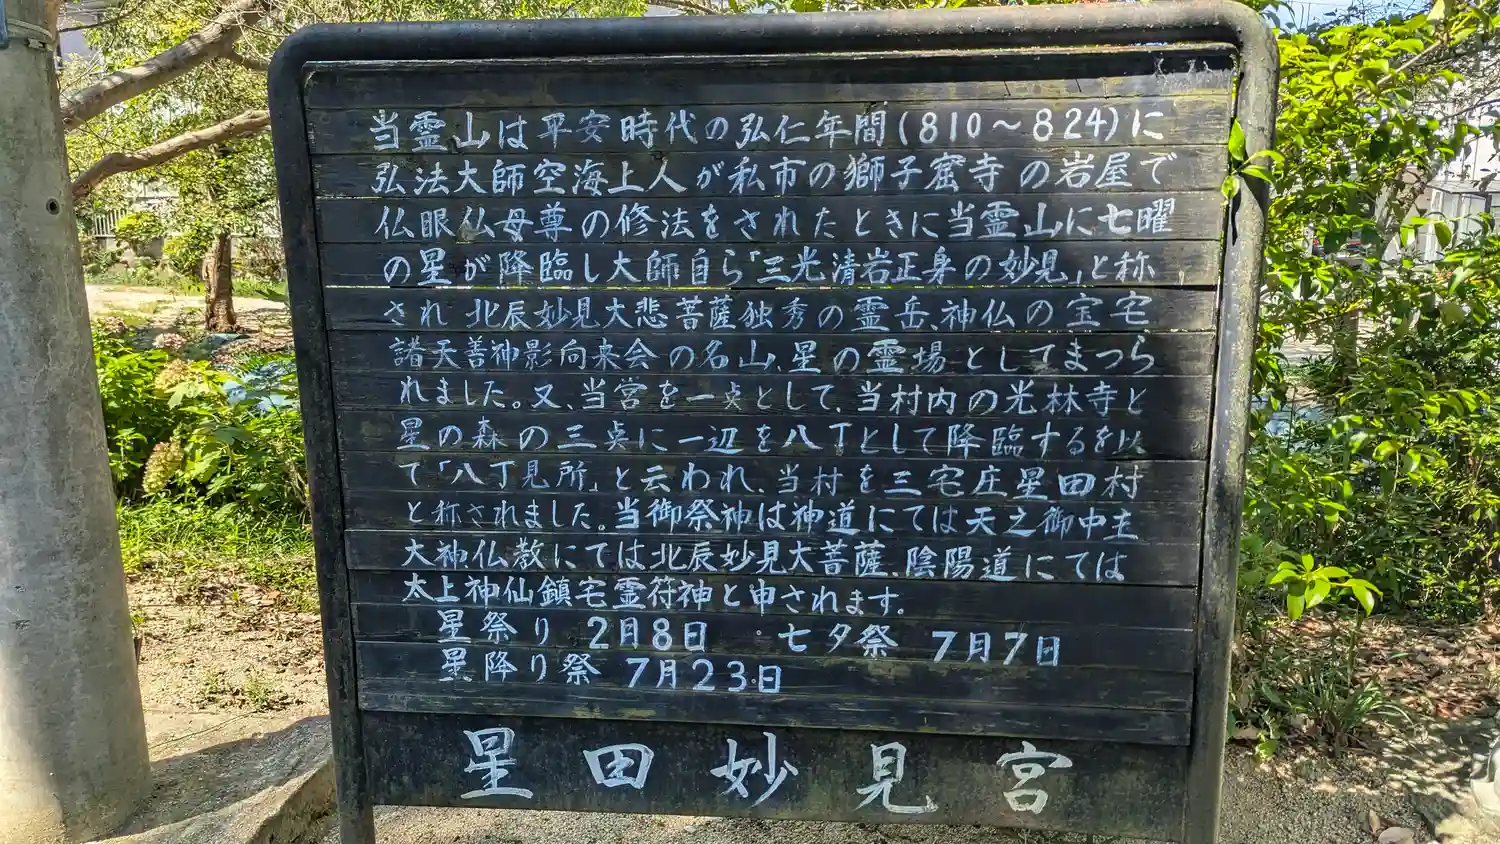 当霊山は平安時代の弘仁年間(810～824)に
弘法大師空海上人が私市の獅子窟寺の岩屋で
仏眼仏母尊の修法をされたときに当霊山に七曜
の星が降臨し大師自ら「三光清岩正身の妙見」と称
され 北辰妙見大悲菩薩独秀の霊岳、神仏の宝宅
諸天善神影向来会の名山、星の霊場としてまつら
れました。又、当宮を一点として、当村内の光林寺と
星の森の三点に一辺を八丁として降臨するを以
て「八丁見所」と云われ、当村を三宅庄星田村
と称されました。当御祭神は神道にては天之御中主
大神、仏教にては北辰妙見大菩薩、陰陽道にては
太上神仙鎮宅霊符神と申されます。
星祭り 2月8日 七夕祭 7月7日
星降り祭 7月23日
星田妙見宮